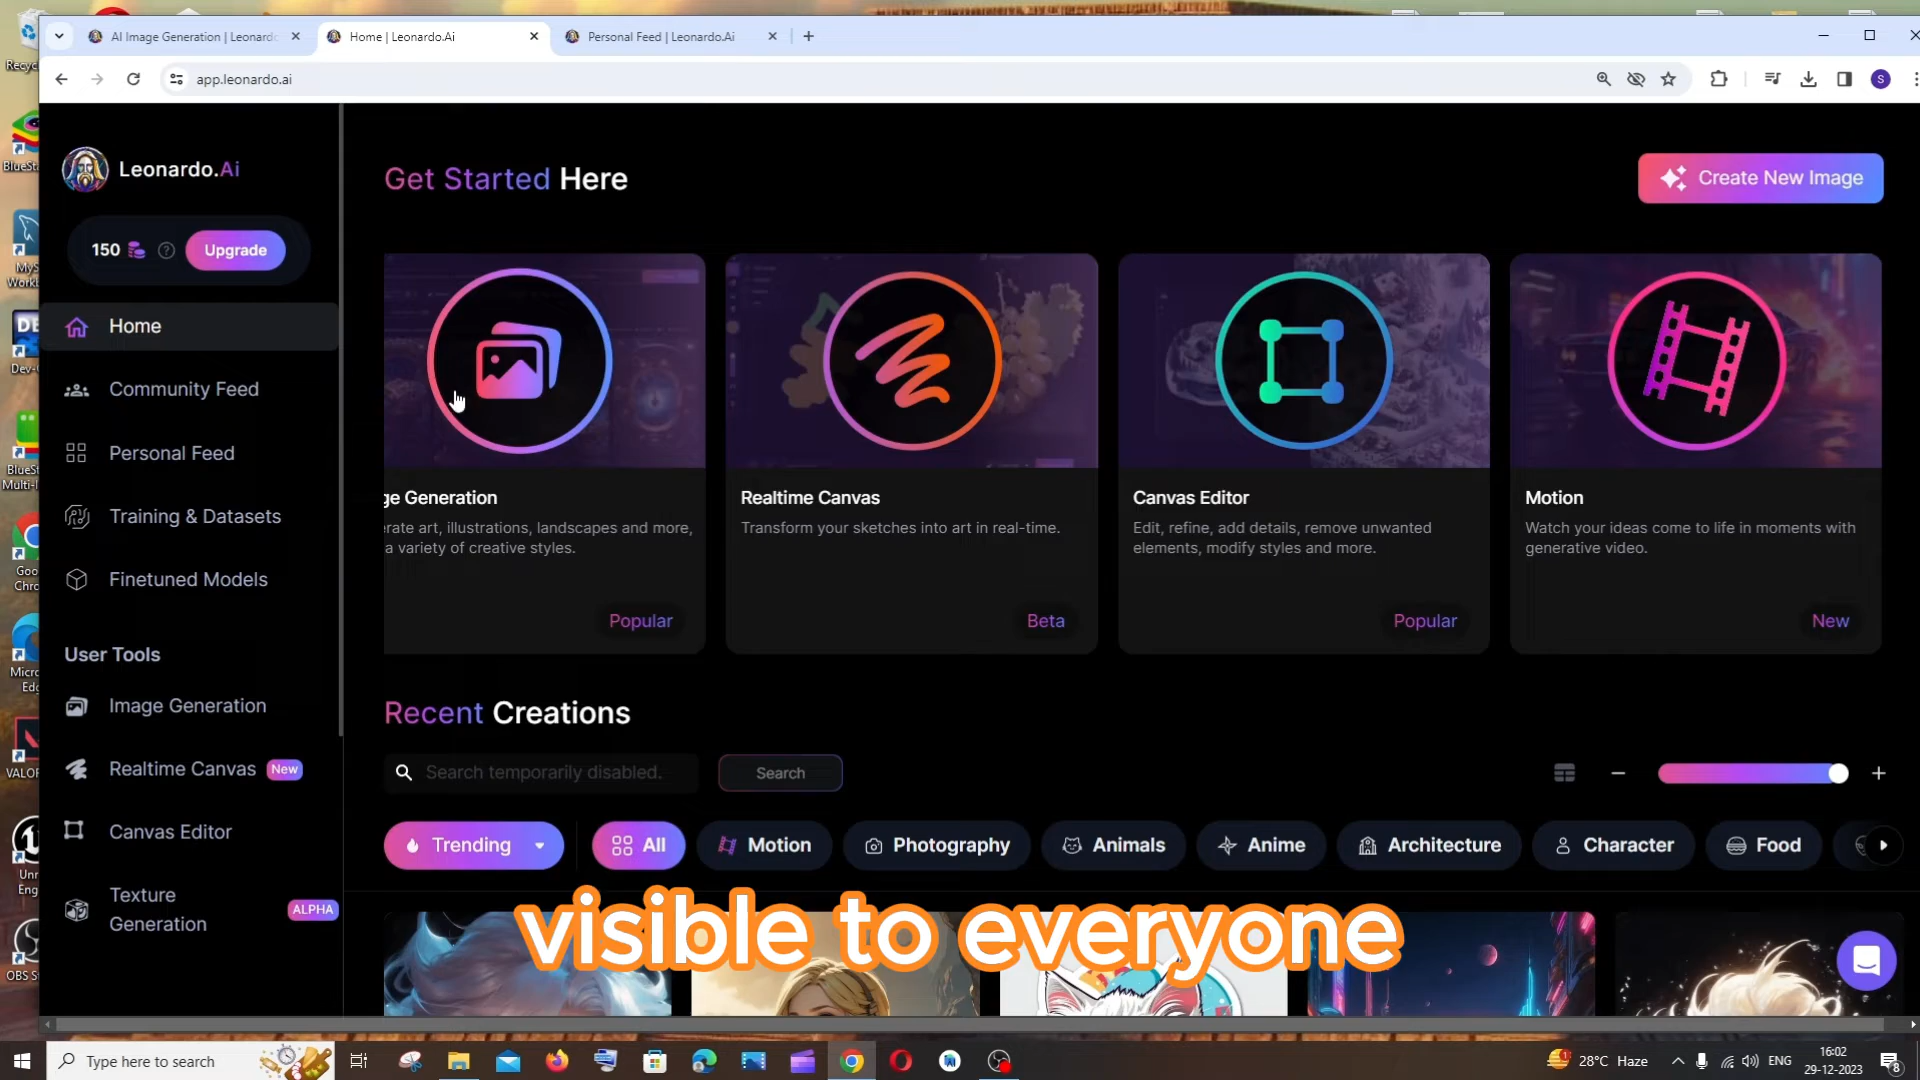 AI Image Generation | Leonardo
Home | Leonardo.Ai
Personal Feed | Leonardo.Ai
app.leonardo.ai
S
Leonardo.Ai
150
Upgrade
Home
Community Feed
Personal Feed
Training & Datasets
Finetuned Models
User Tools
Image Generation
Realtime Canvas New
Canvas Editor
Texture
Generation
ALPHA
Get Started Here
Create New Image
ge Generation
erate art, illustrations, landscapes and more,
a variety of creative styles.
Popular
Realtime Canvas
Transform your sketches into art in real-time.
Beta
Canvas Editor
Edit, refine, add details, remove unwanted
elements, modify styles and more.
Popular
Motion
Watch your ideas come to life in moments with
generative video.
New
Recent Creations
Search temporarily disabled.
Search
Trending
All
Motion
Photography
Animals
Anime
Architecture
Character
Food
visible to everyone
Type here to search
28°C Haze
ENG
16:02
29-12-2023
8